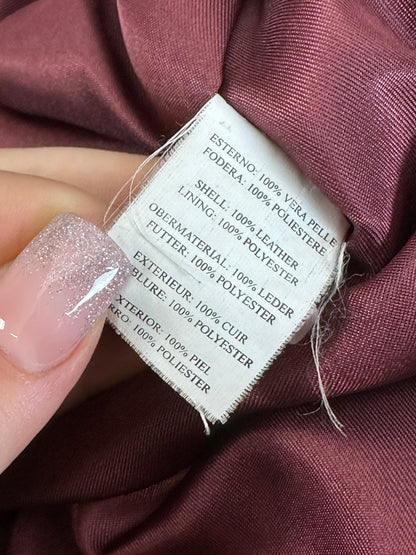 ESTERNO: 100% VERA PELLE
FODERA: 100% POLIESTERE
SHELL: 100% LEATHER
LINING: 100% POLYESTER
OBERMATERIAL: 100% LEDER
FUTTER: 100% POLYESTER
EXTERIEUR: 100% CUIR
BLURE: 100% POLYESTER
EXTERIOR: 100% PIEL
RRO: 100% POLIESTER